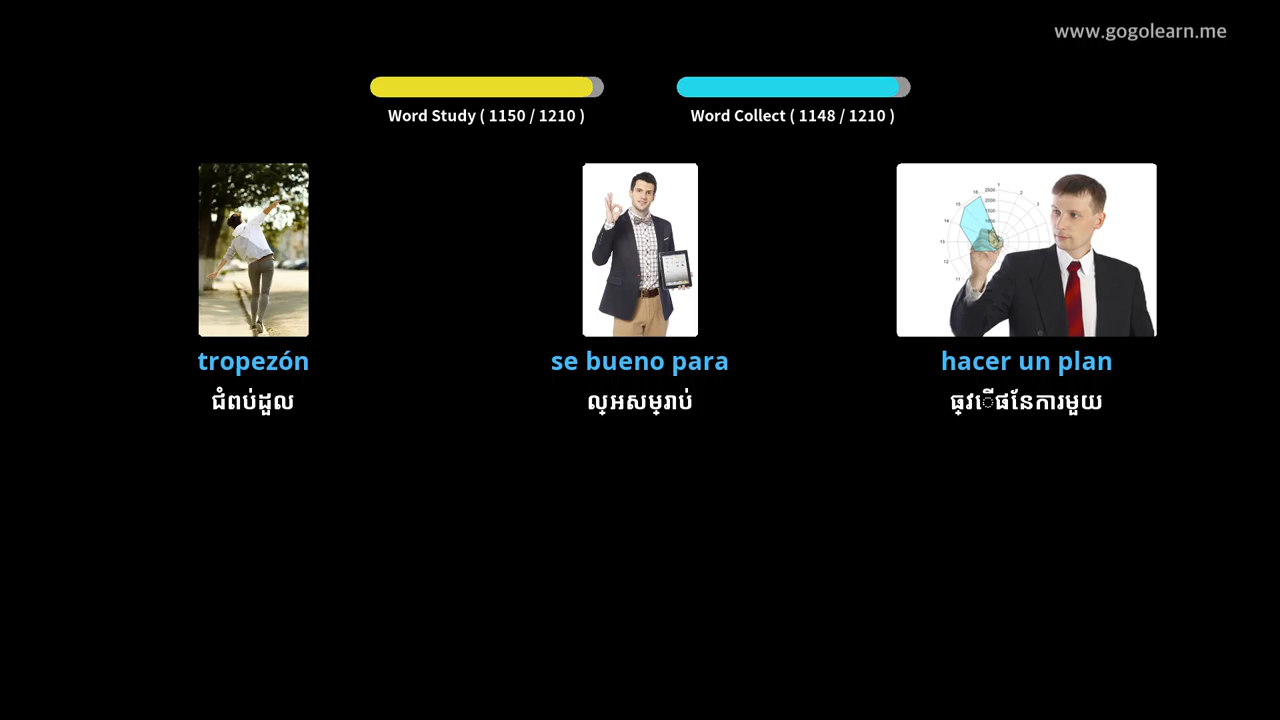 www.gogolearn.me
Word Study ( 1150 / 1210 )
Word Collect ( 1148 / 1210 )
tropezón
se bueno para
hacer un plan
ជំពប់ដួល
ល្អសម្រាប់
ធ្វើផែនការមួយ